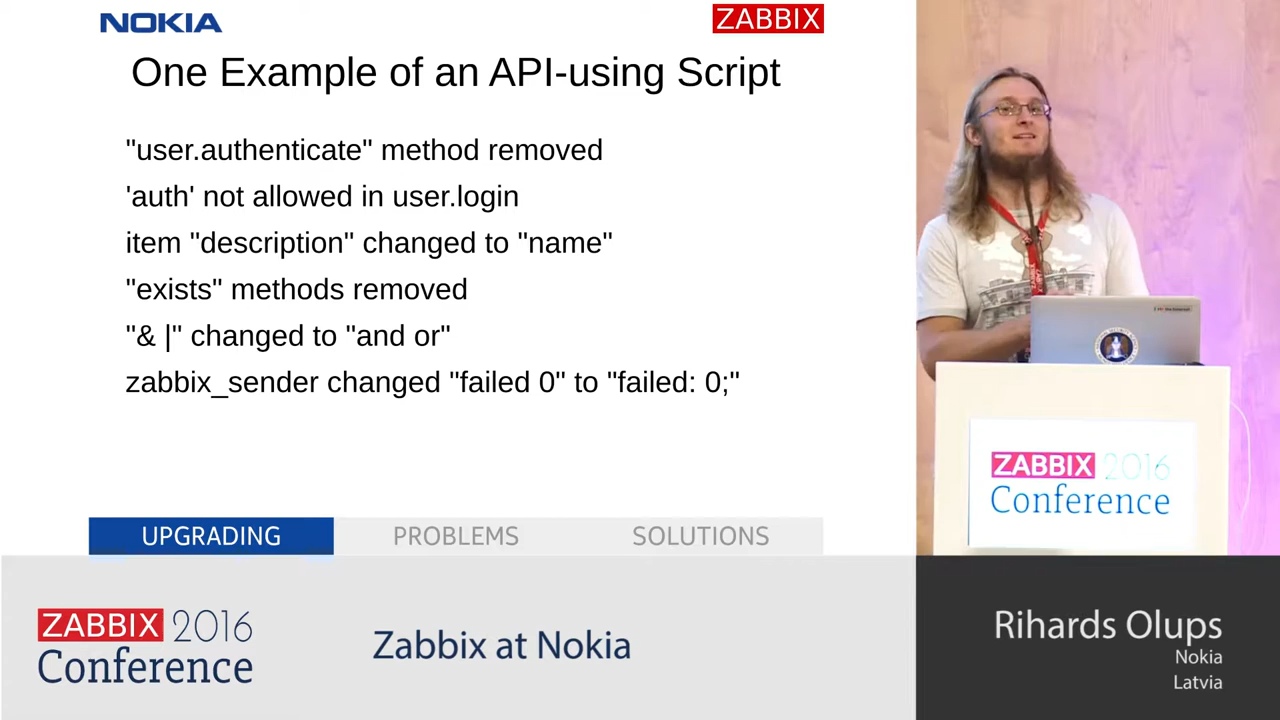 NOKIA
ZABBIX
One Example of an API-using Script
"user.authenticate" method removed
'auth' not allowed in user.login
item "description" changed to "name"
"exists" methods removed
"& |" changed to "and or"
zabbix_sender changed "failed 0" to "failed: 0;"
UPGRADING PROBLEMS SOLUTIONS
ZABBIX 2016
Conference
Zabbix at Nokia
ZABBIX 2016
Conference
Rihards Olups
Nokia
Latvia